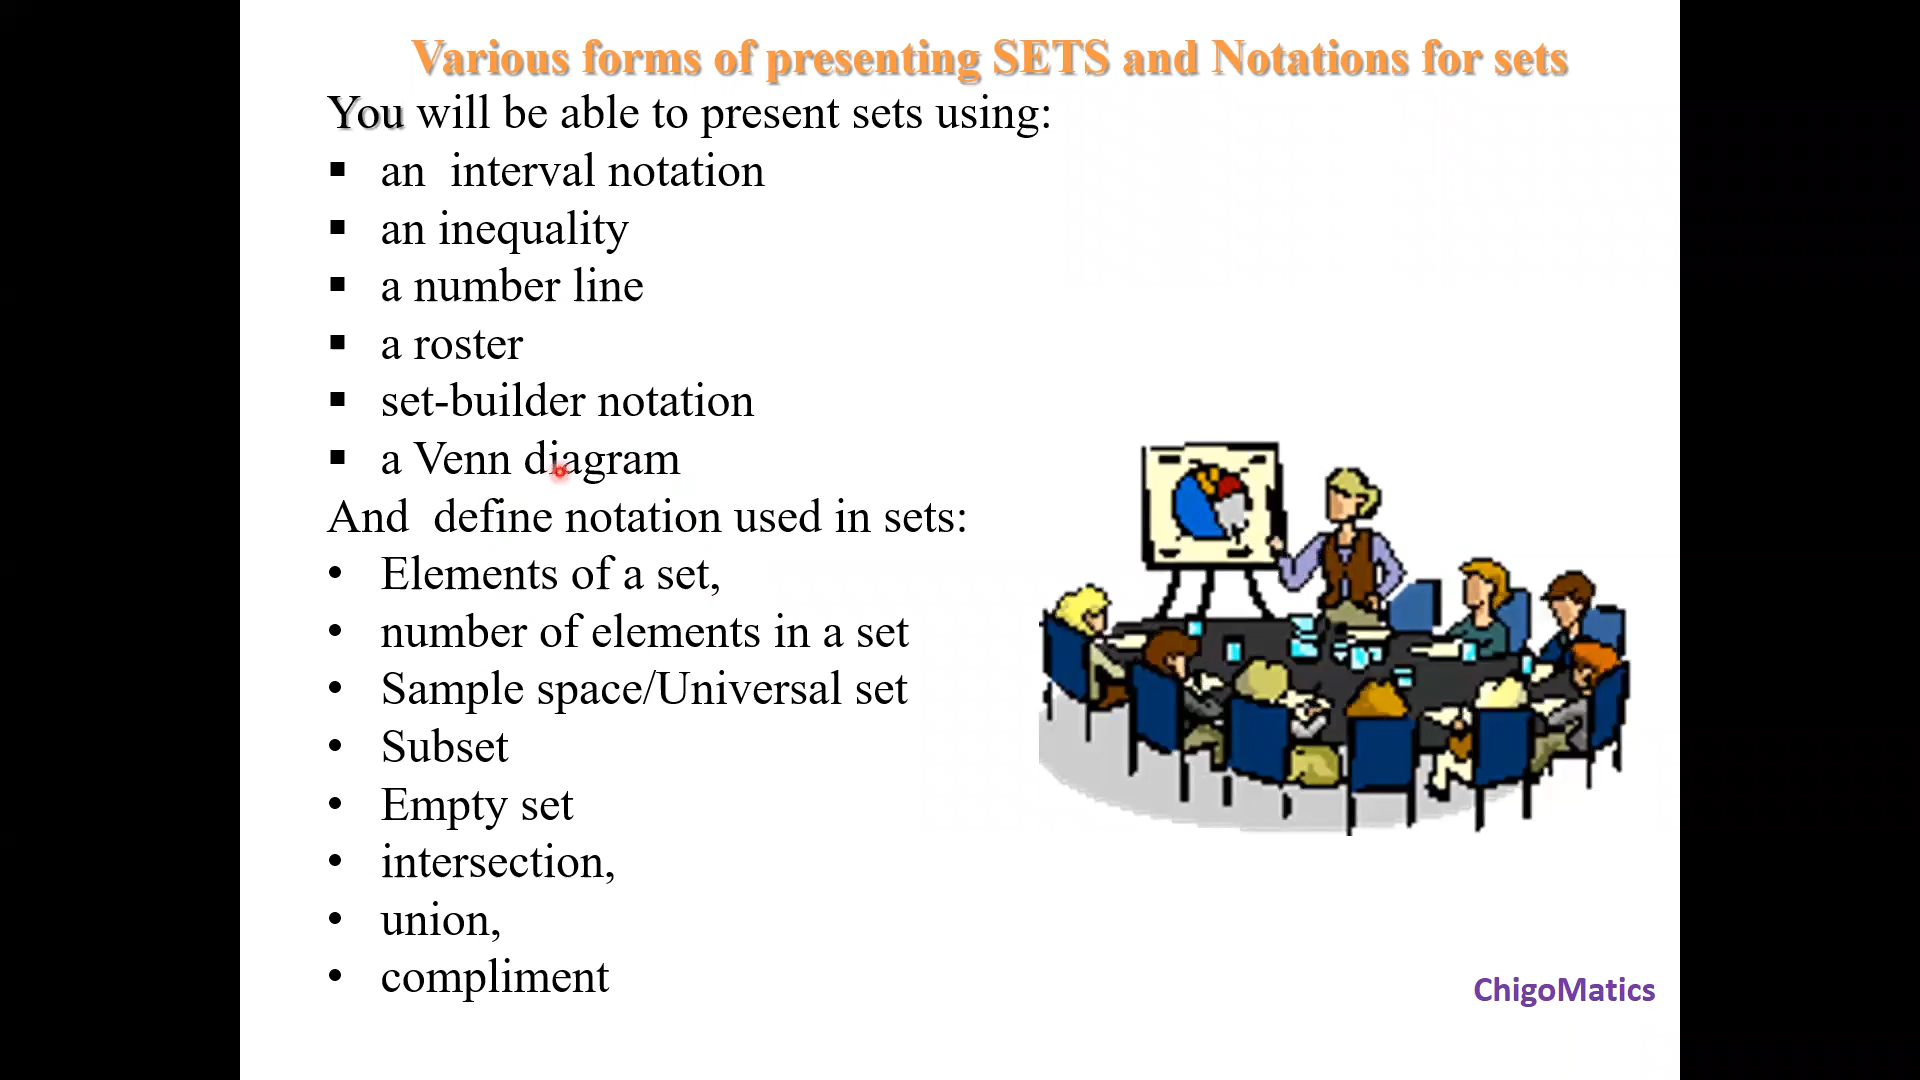 Various forms of presenting SETS and Notations for sets
You will be able to present sets using:
▪ an interval notation
▪ an inequality
▪ a number line
▪ a roster
▪ set-builder notation
▪ a Venn diagram
And define notation used in sets:
• Elements of a set,
• number of elements in a set
• Sample space/Universal set
• Subset
• Empty set
• intersection,
• union,
• compliment
ChigoMatics